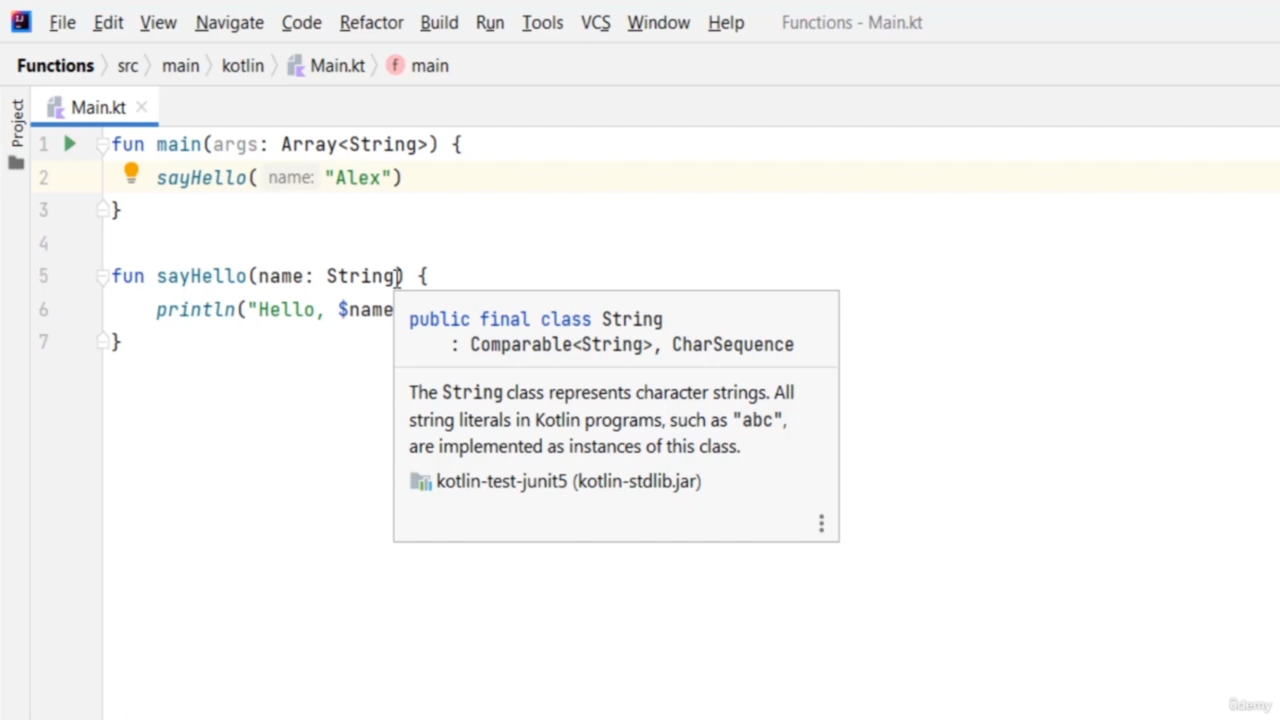 File Edit View Navigate Code Refactor Build Run Tools VCS Window Help Functions - Main.kt
Functions src main kotlin Main.kt f main
Project
Main.kt
1 fun main(args: Array<String>) {
2 sayHello( name: "Alex")
3 }
4
5 fun sayHello(name: String) {
6 println("Hello, $name
7 }
public final class String
: Comparable<String>, CharSequence
The String class represents character strings. All
string literals in Kotlin programs, such as "abc",
are implemented as instances of this class.
kotlin-test-junit5 (kotlin-stdlib.jar)
ûdemy